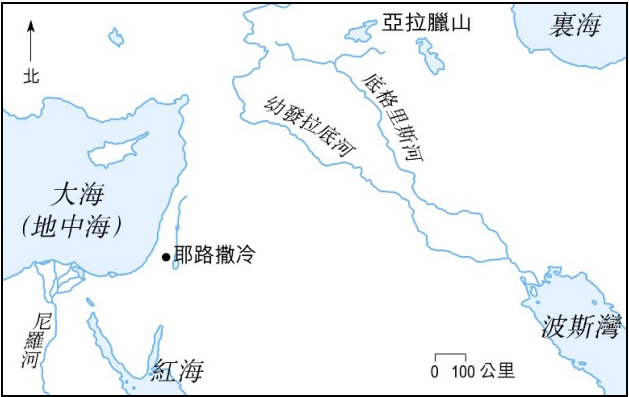 亞拉臘山
裏海
北
底格里斯河
幼發拉底河
大海
(地中海)
耶路撒冷
尼羅河
紅海
波斯灣
0 100 公里